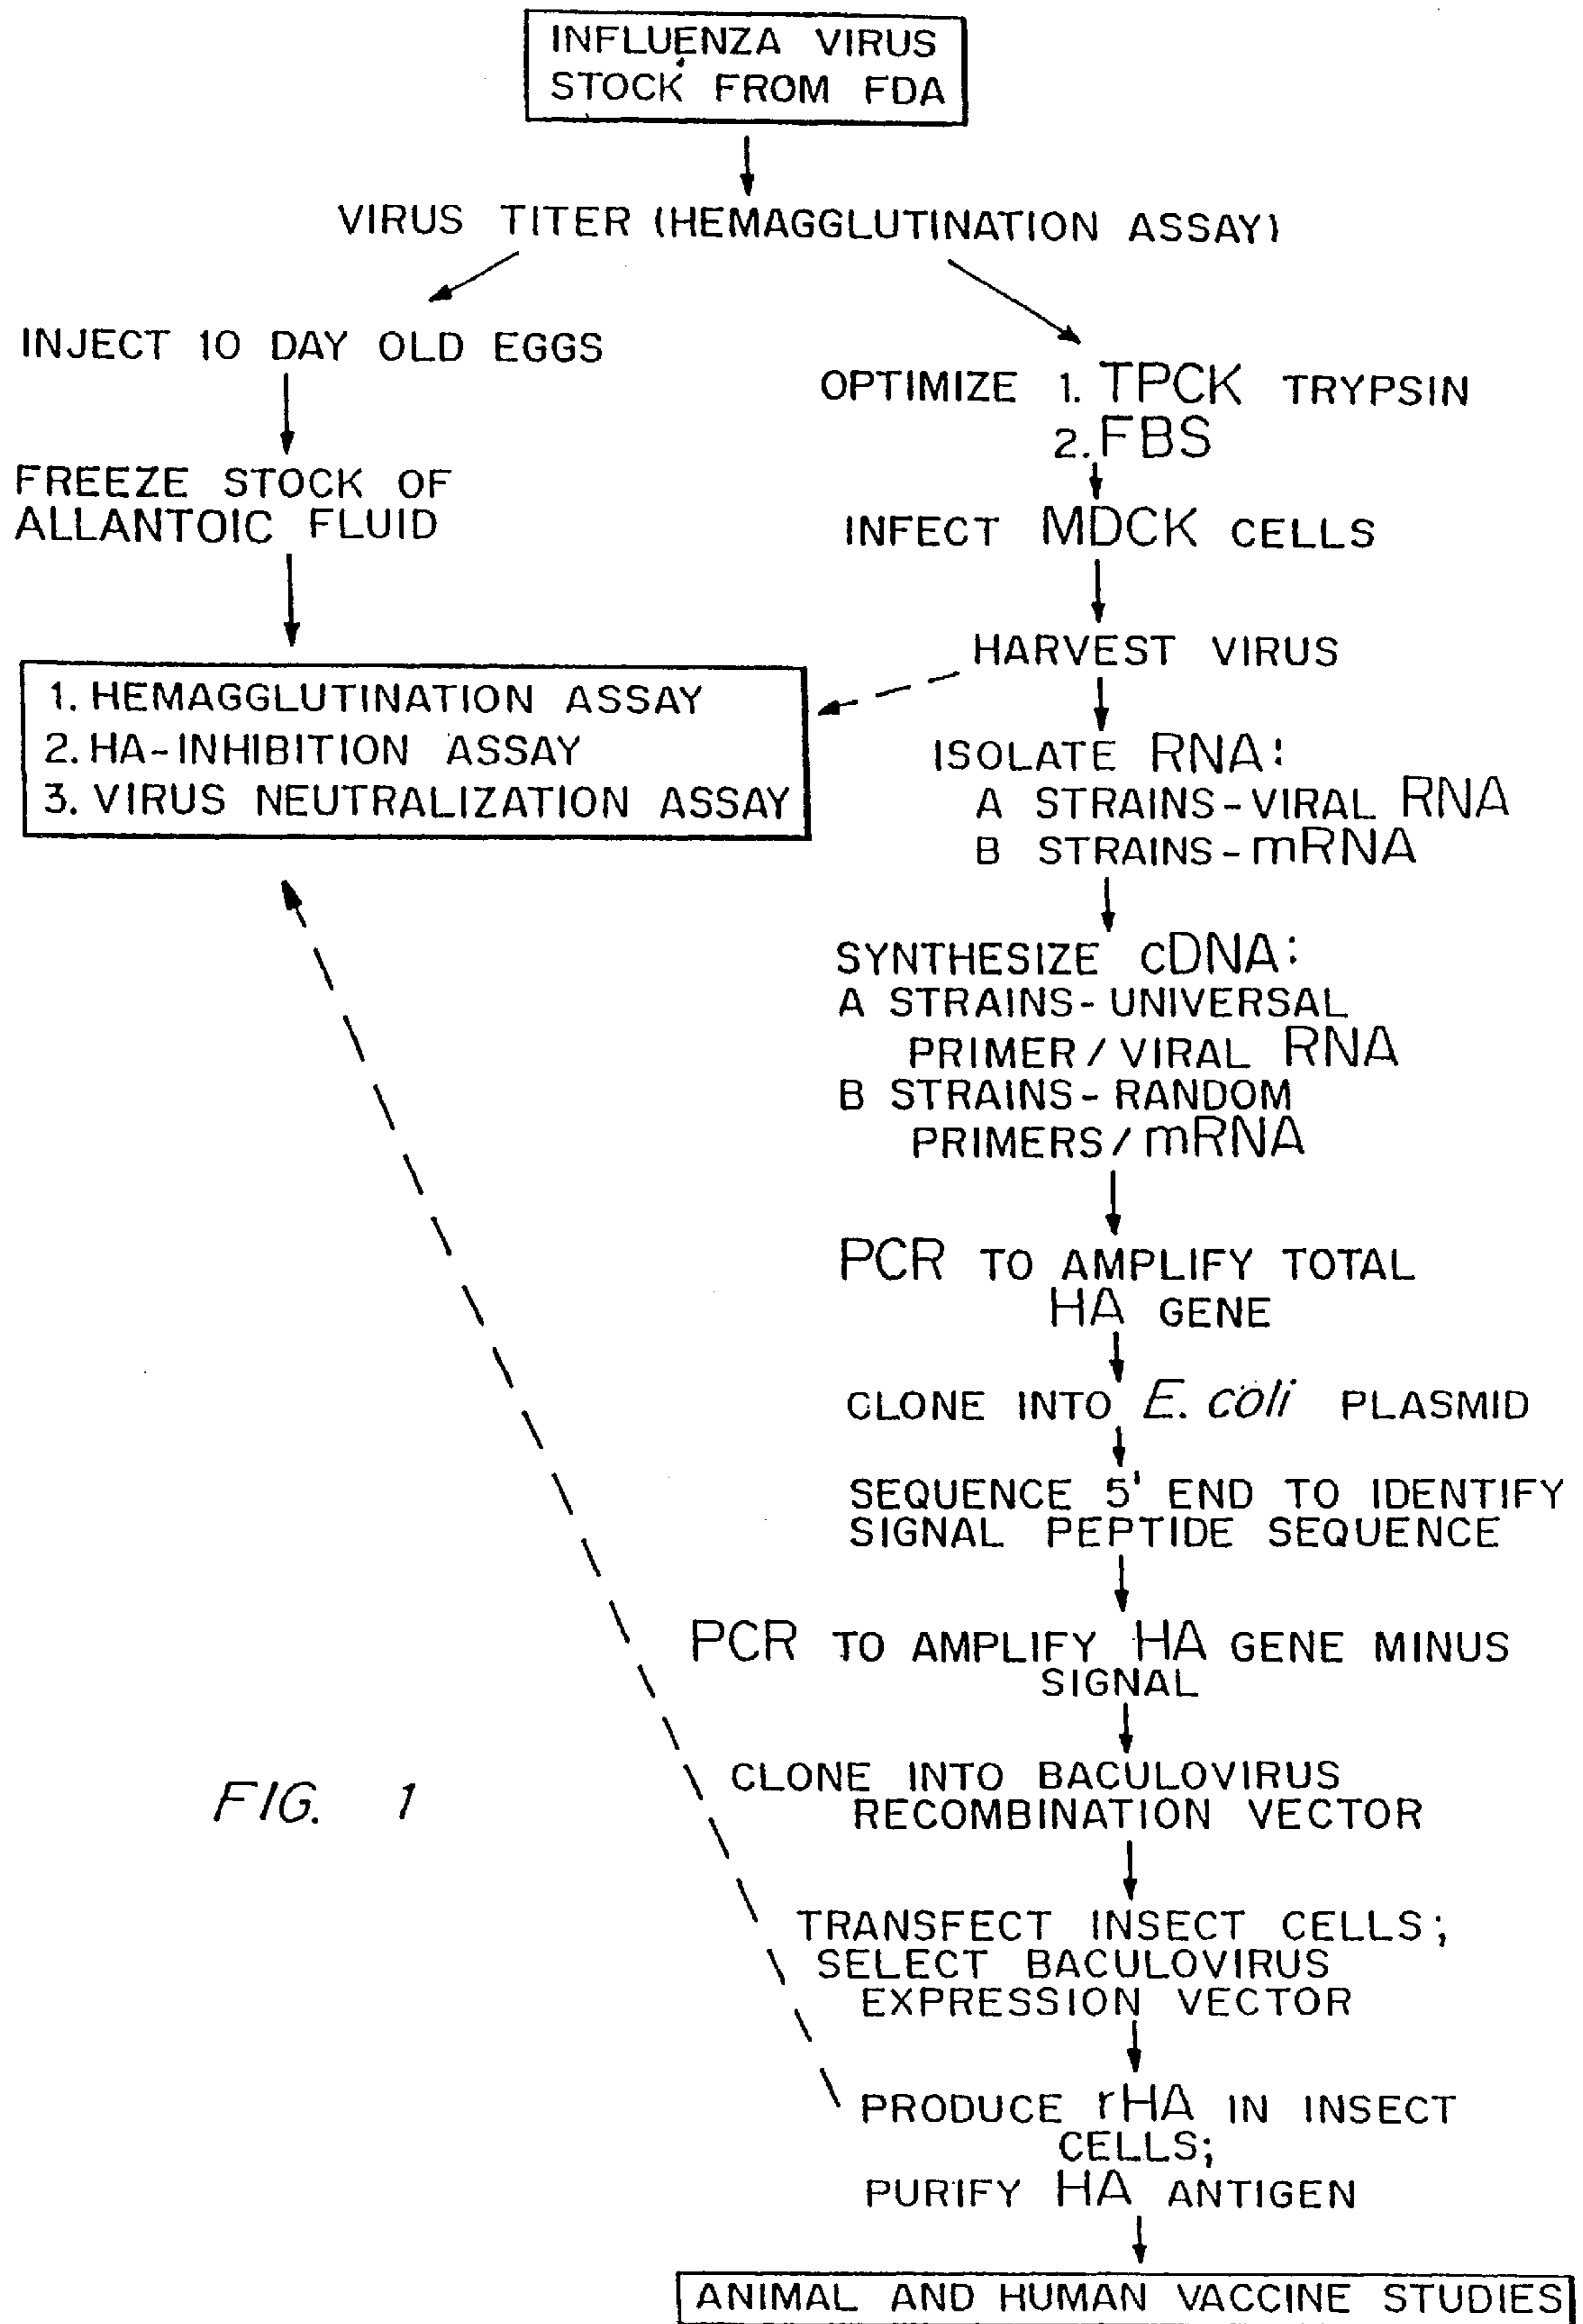 INFLUENZA VIRUS
STOCK FROM FDA
VIRUS TITER (HEMAGGLUTINATION ASSAY)
INJECT 10 DAY OLD EGGS
FREEZE STOCK OF
ALLANTOIC FLUID
1. HEMAGGLUTINATION ASSAY
2. HA-INHIBITION ASSAY
3. VIRUS NEUTRALIZATION ASSAY
OPTIMIZE 1. TPCK TRYPSIN
2. FBS
INFECT MDCK CELLS
HARVEST VIRUS
ISOLATE RNA:
A STRAINS-VIRAL RNA
B STRAINS-mRNA
SYNTHESIZE cDNA:
A STRAINS-UNIVERSAL
PRIMER/VIRAL RNA
B STRAINS-RANDOM
PRIMERS/mRNA
PCR TO AMPLIFY TOTAL
HA GENE
CLONE INTO E. coli PLASMID
SEQUENCE 5' END TO IDENTIFY
SIGNAL PEPTIDE SEQUENCE
PCR TO AMPLIFY HA GENE MINUS
SIGNAL
CLONE INTO BACULOVIRUS
RECOMBINATION VECTOR
TRANSFECT INSECT CELLS;
SELECT BACULOVIRUS
EXPRESSION VECTOR
PRODUCE rHA IN INSECT
CELLS;
PURIFY HA ANTIGEN
ANIMAL AND HUMAN VACCINE STUDIES
FIG. 1